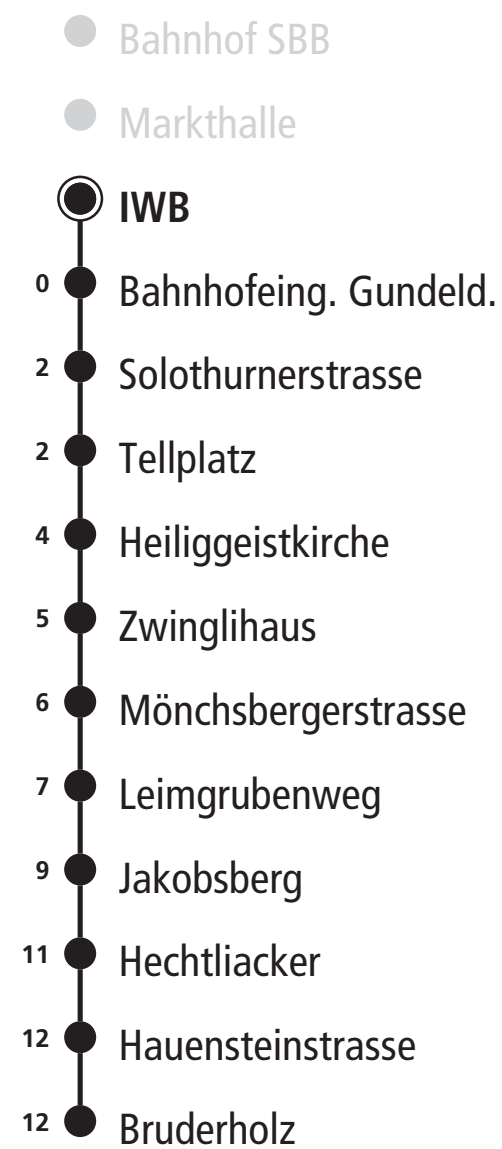 Bahnhof SBB
Markthalle
IWB
0 Bahnhofeing. Gundeld.
2 Solothurnerstrasse
2 Tellplatz
4 Heiliggeistkirche
5 Zwinglihaus
6 Mönchsbergerstrasse
7 Leimgrubenweg
9 Jakobsberg
11 Hechtliacker
12 Hauensteinstrasse
12 Bruderholz